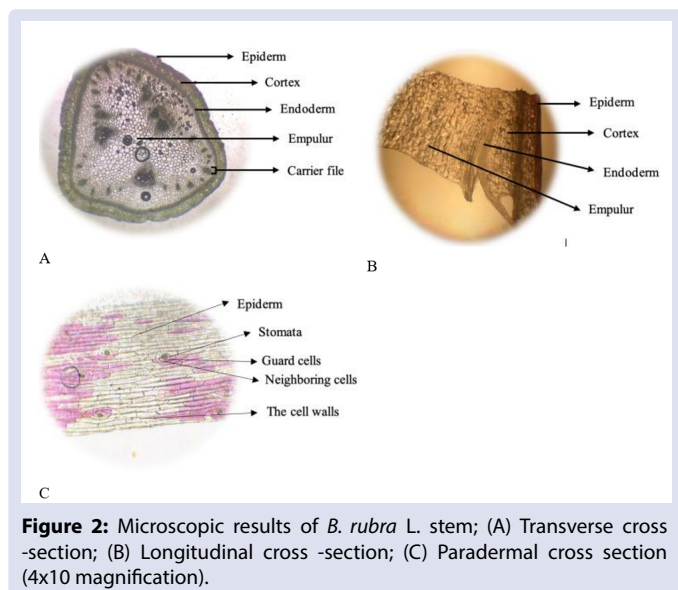 Epiderm
Cortex
Endoderm
Empulur
Carrier file
A
Epiderm
Cortex
Endoderm
Empulur
B
Epiderm
Stomata
Guard cells
Neighboring cells
The cell walls
C
Figure 2: Microscopic results of B. rubra L. stem; (A) Transverse cross
-section; (B) Longitudinal cross -section; (C) Paradermal cross section
(4x10 magnification).